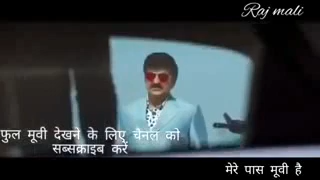 Raj mali
फुल मूवी देखने के लिए चैनल को
सब्सक्राइब करें
मेरे पास मूवी है